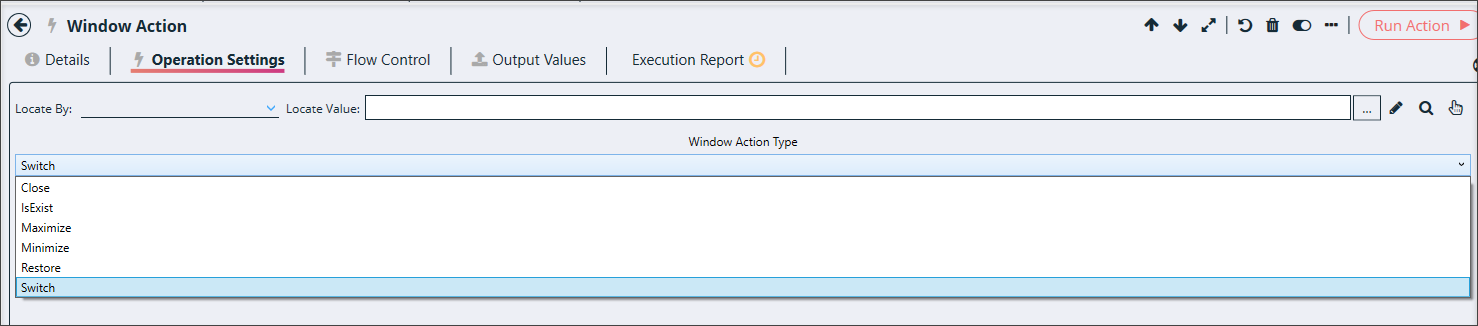 Window Action
Run Action
Details
Operation Settings
Flow Control
Output Values
Execution Report
Locate By:
Locate Value:
...
Window Action Type
Switch
Close
IsExist
Maximize
Minimize
Restore
Switch